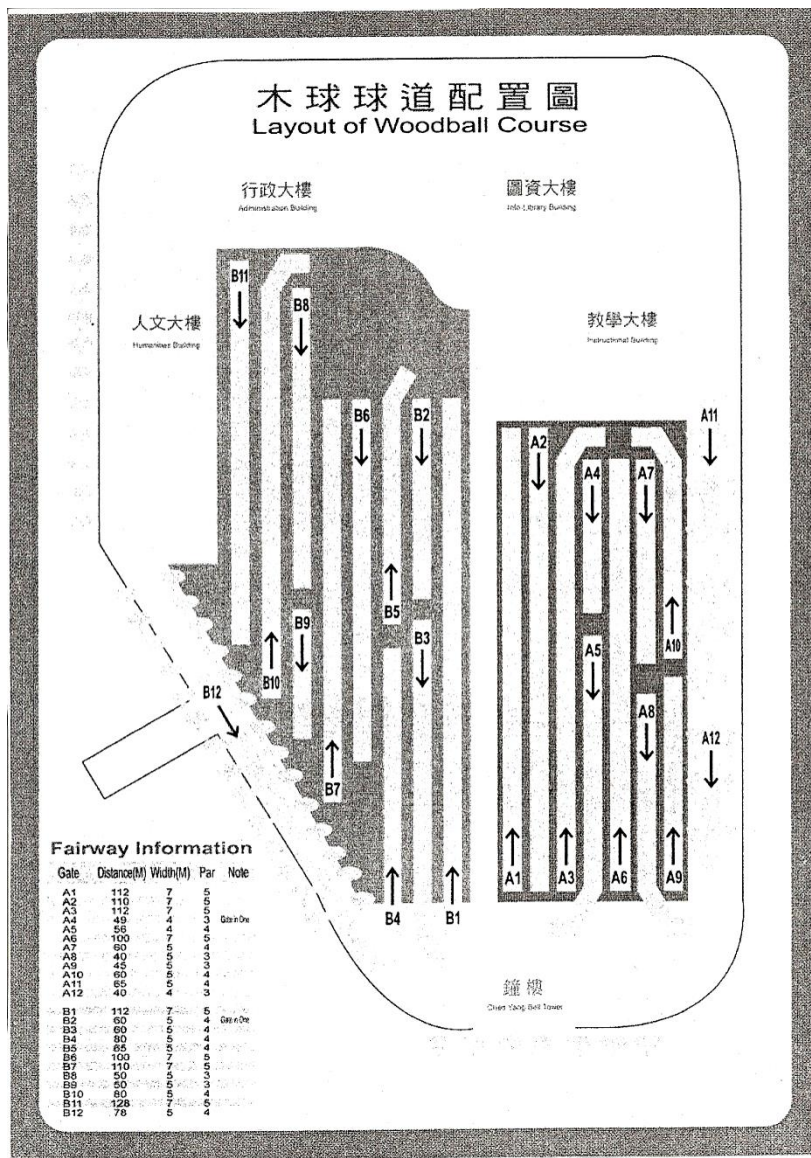 木球球道配置圖
Layout of Woodball Course
行政大樓
Administration Building
圖資大樓
Info-Library Building
人文大樓
Humanities Building
教學大樓
Instructional Building
B11
B8
B6
B2
A2
A4
A7
A11
B5
B9
B3
B10
A5
A10
B12
A8
A12
B7
A1
A3
A6
A9
B4
B1
鐘樓
Chuo Yang Bell Tower
Fairway Information
Gate Distance(M) Width(M) Par Note
A1 112 7 5
A2 110 7 5
A3 112 7 5
A4 49 4 3 Gate in One
A5 56 4 4
A6 100 7 5
A7 60 5 4
A8 40 5 3
A9 45 5 3
A10 60 5 4
A11 65 5 4
A12 40 4 3
B1 112 7 5
B2 60 5 4 Gate in One
B3 60 5 4
B4 80 5 4
B5 65 5 4
B6 100 7 5
B7 110 7 5
B8 50 5 3
B9 50 5 3
B10 80 5 4
B11 128 7 5
B12 78 5 4